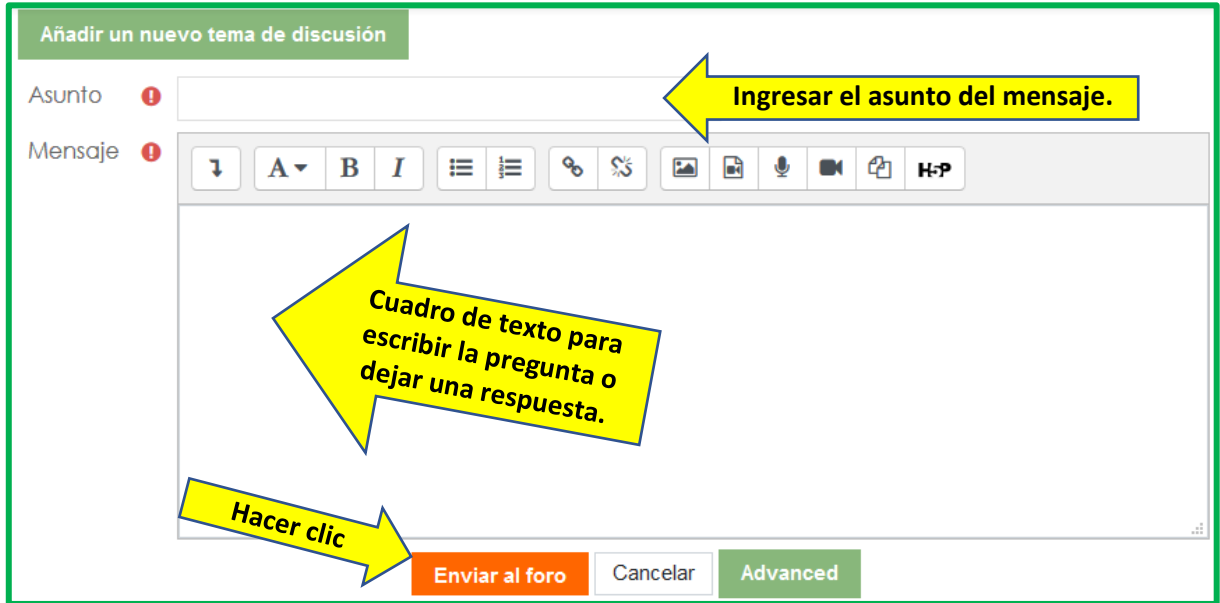 Añadir un nuevo tema de discusión
Asunto
Ingresar el asunto del mensaje.
Mensaje
A B I H5P
Cuadro de texto para
escribir la pregunta o
dejar una respuesta.
Hacer clic
Enviar al foro Cancelar Advanced